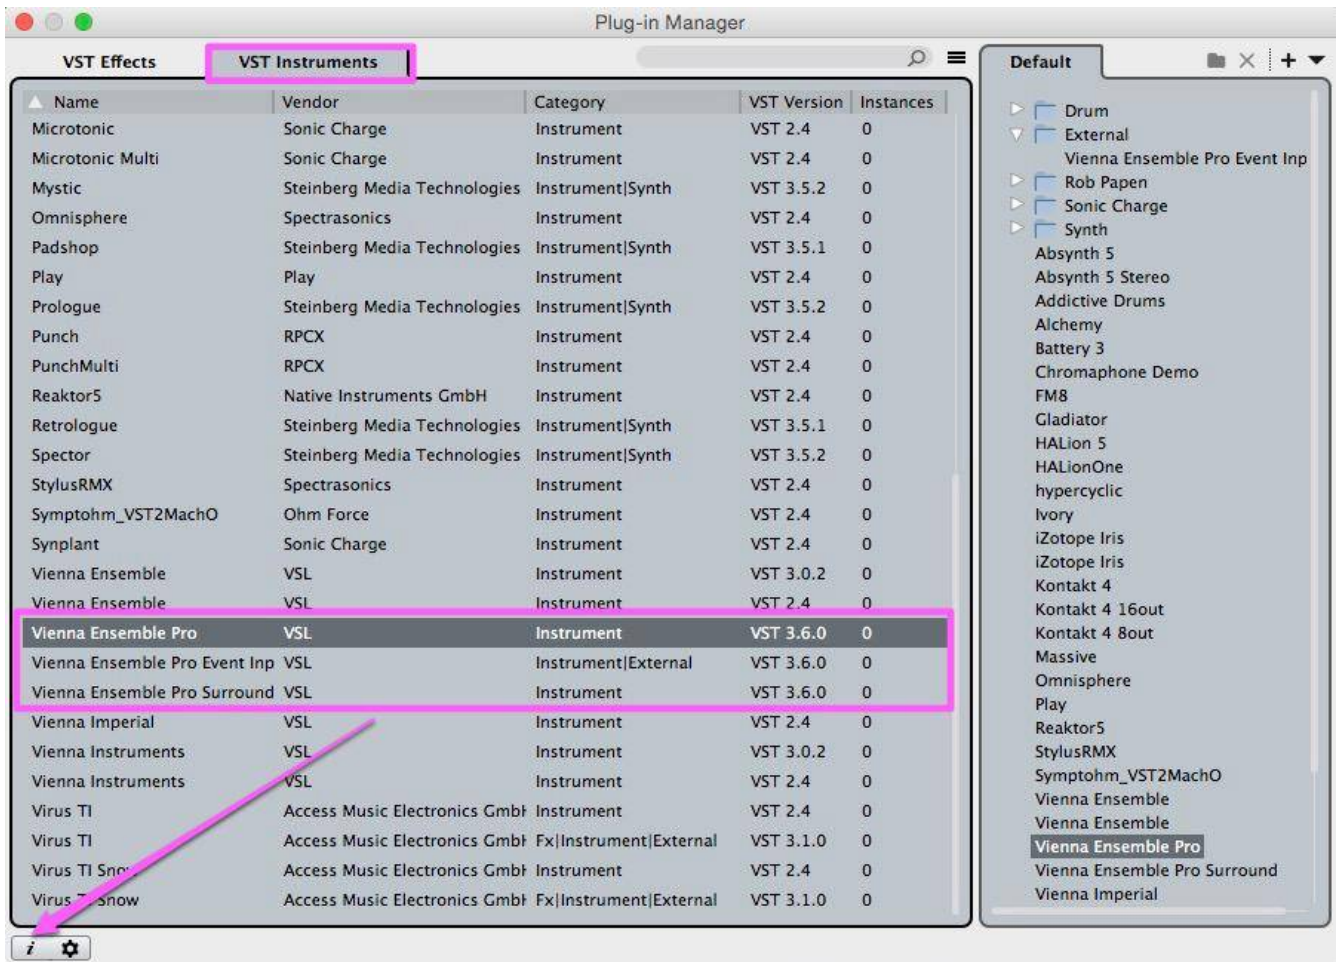 Plug-in Manager
VST Effects VST Instruments
Name Vendor Category VST Version Instances
Microtonic Sonic Charge Instrument VST 2.4 0
Microtonic Multi Sonic Charge Instrument VST 2.4 0
Mystic Steinberg Media Technologies Instrument|Synth VST 3.5.2 0
Omnisphere Spectrasonics Instrument VST 2.4 0
Padshop Steinberg Media Technologies Instrument|Synth VST 3.5.1 0
Play Play Instrument VST 2.4 0
Prologue Steinberg Media Technologies Instrument|Synth VST 3.5.2 0
Punch RPCX Instrument VST 2.4 0
PunchMulti RPCX Instrument VST 2.4 0
Reaktor5 Native Instruments GmbH Instrument VST 2.4 0
Retrologue Steinberg Media Technologies Instrument|Synth VST 3.5.1 0
Spector Steinberg Media Technologies Instrument|Synth VST 3.5.2 0
StylusRMX Spectrasonics Instrument VST 2.4 0
Symptohm_VST2MachO Ohm Force Instrument VST 2.4 0
Synplant Sonic Charge Instrument VST 2.4 0
Vienna Ensemble VSL Instrument VST 3.0.2 0
Vienna Ensemble VSL Instrument VST 2.4 0
Vienna Ensemble Pro VSL Instrument VST 3.6.0 0
Vienna Ensemble Pro Event Inp VSL Instrument|External VST 3.6.0 0
Vienna Ensemble Pro Surround VSL Instrument VST 3.6.0 0
Vienna Imperial VSL Instrument VST 2.4 0
Vienna Instruments VSL Instrument VST 3.0.2 0
Vienna Instruments VSL Instrument VST 2.4 0
Virus TI Access Music Electronics GmbH Instrument VST 2.4 0
Virus TI Access Music Electronics GmbH Fx|Instrument|External VST 3.1.0 0
Virus TI Snow Access Music Electronics GmbH Instrument VST 2.4 0
Virus TI Snow Access Music Electronics GmbH Fx|Instrument|External VST 3.1.0 0
i
Default
Drum
External
Vienna Ensemble Pro Event Inp
Rob Papen
Sonic Charge
Synth
Absynth 5
Absynth 5 Stereo
Addictive Drums
Alchemy
Battery 3
Chromaphone Demo
FM8
Gladiator
HALion 5
HALionOne
hypercyclic
Ivory
iZotope Iris
iZotope Iris
Kontakt 4
Kontakt 4 16out
Kontakt 4 8out
Massive
Omnisphere
Play
Reaktor5
StylusRMX
Symptohm_VST2MachO
Vienna Ensemble
Vienna Ensemble
Vienna Ensemble Pro
Vienna Ensemble Pro Surround
Vienna Imperial